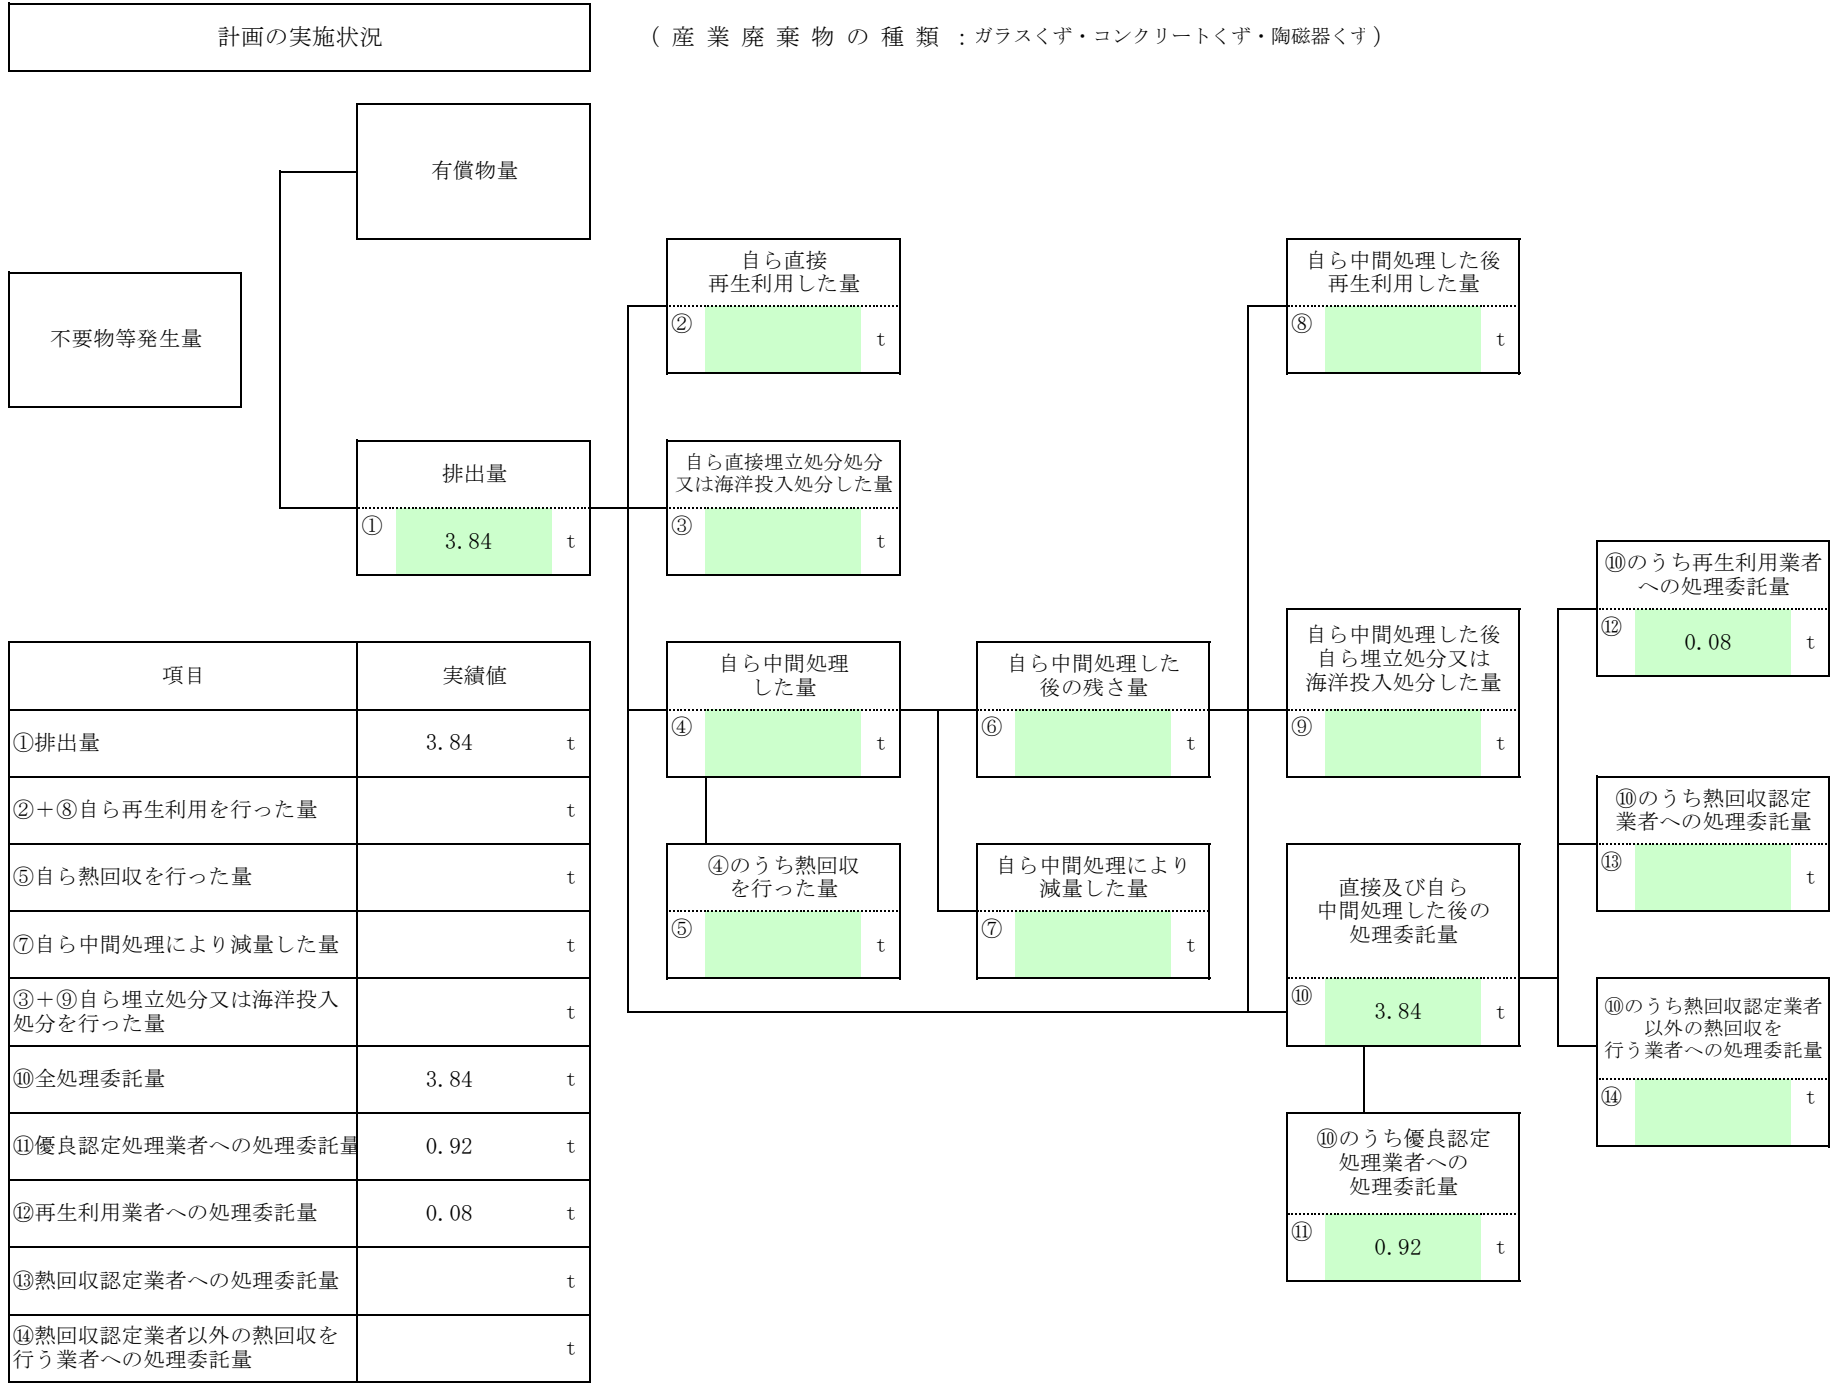 計画の実施状況
（産業廃棄物の種類：ガラスくず・コンクリートくず・陶磁器くず）
有償物量
不要物等発生量
排出量
① 3.84 t
自ら直接
再生利用した量
② t
自ら直接埋立処分処分
又は海洋投入処分した量
③ t
自ら中間処理
した量
④ t
④のうち熱回収
を行った量
⑤ t
自ら中間処理した
後の残さ量
⑥ t
自ら中間処理により
減量した量
⑦ t
自ら中間処理した後
再生利用した量
⑧ t
自ら中間処理した後
自ら埋立処分又は
海洋投入処分した量
⑨ t
直接及び自ら
中間処理した後の
処理委託量
⑩ 3.84 t
⑩のうち優良認定
処理業者への
処理委託量
⑪ 0.92 t
⑩のうち再生利用業者
への処理委託量
⑫ 0.08 t
⑩のうち熱回収認定
業者への処理委託量
⑬ t
⑩のうち熱回収認定業者
以外の熱回収を
行う業者への処理委託量
⑭ t
項目 実績値
①排出量 3.84 t
②＋⑧自ら再生利用を行った量 t
⑤自ら熱回収を行った量 t
⑦自ら中間処理により減量した量 t
③＋⑨自ら埋立処分又は海洋投入
処分を行った量 t
⑩全処理委託量 3.84 t
⑪優良認定処理業者への処理委託量 0.92 t
⑫再生利用業者への処理委託量 0.08 t
⑬熱回収認定業者への処理委託量 t
⑭熱回収認定業者以外の熱回収を
行う業者への処理委託量 t